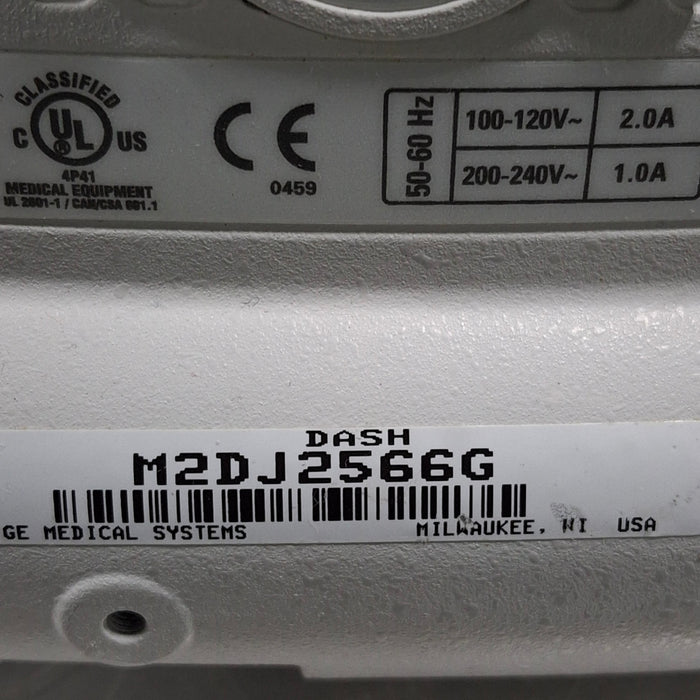 CLASSIFIED
C UL US
®
4P41
MEDICAL EQUIPMENT
UL 2601-1 / CAN/CSA 601.1
CE
0459
50-60 Hz
100-120V~ 2.0A
200-240V~ 1.0A
DASH
M2DJ2566G
GE MEDICAL SYSTEMS MILWAUKEE, WI USA